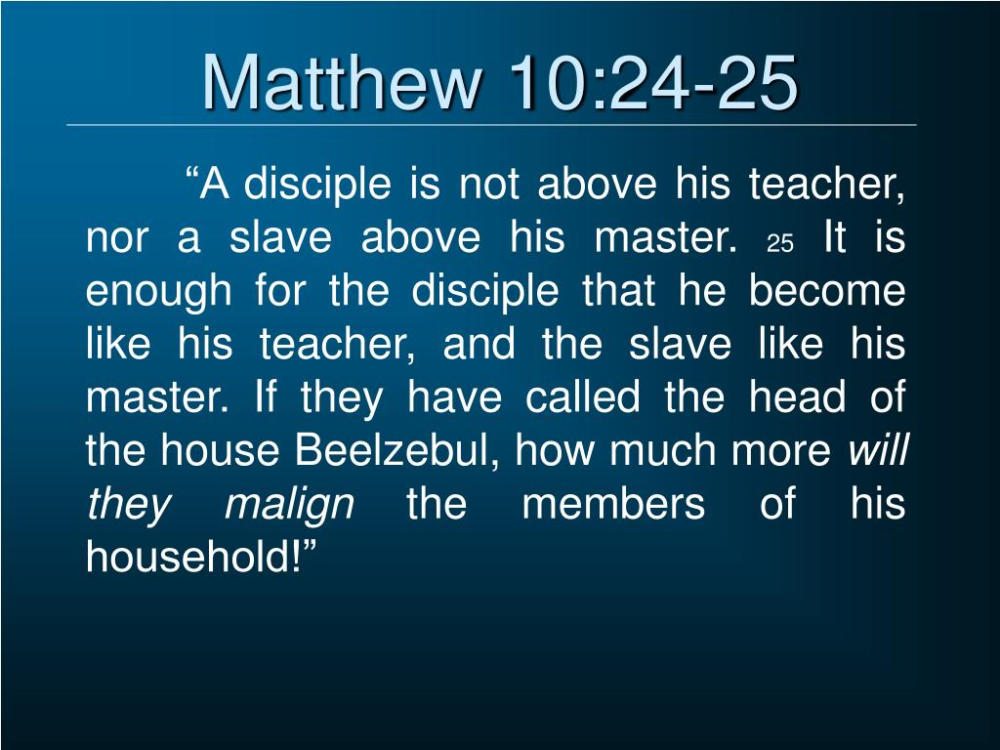 Matthew 10:24-25
“A disciple is not above his teacher,
nor a slave above his master. 25 It is
enough for the disciple that he become
like his teacher, and the slave like his
master. If they have called the head of
the house Beelzebul, how much more will
they malign the members of his
household!”